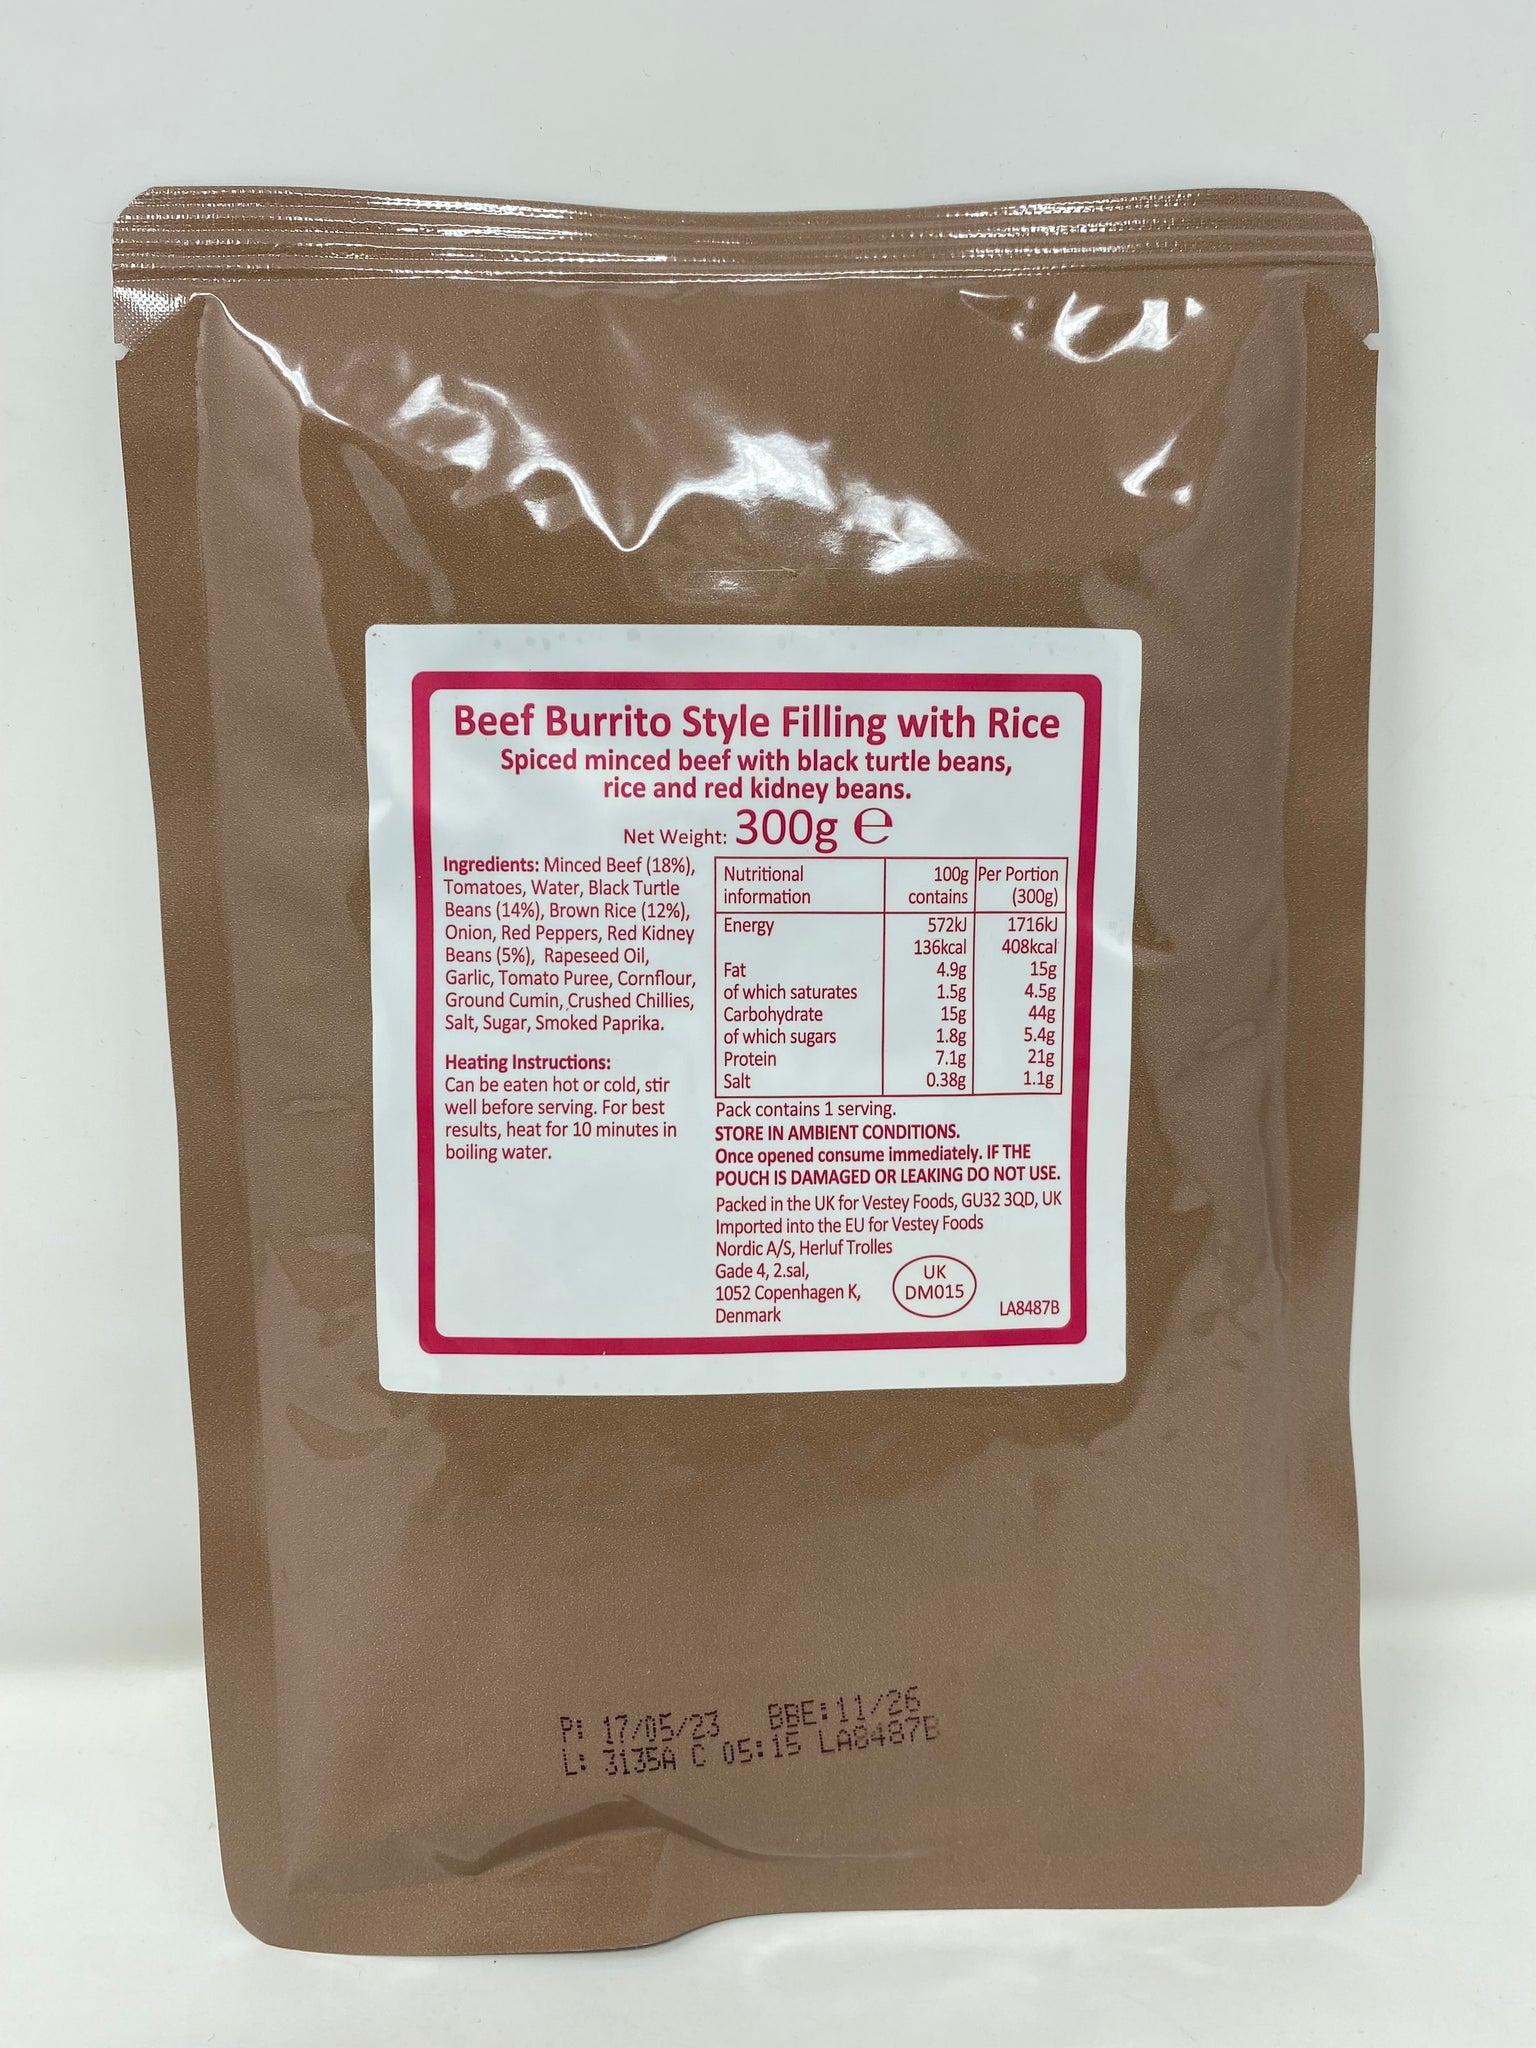 Beef Burrito Style Filling with Rice
Spiced minced beef with black turtle beans,
rice and red kidney beans.
Net Weight: 300g ℮
Ingredients: Minced Beef (18%),
Tomatoes, Water, Black Turtle
Beans (14%), Brown Rice (12%),
Onion, Red Peppers, Red Kidney
Beans (5%), Rapeseed Oil,
Garlic, Tomato Puree, Cornflour,
Ground Cumin, Crushed Chillies,
Salt, Sugar, Smoked Paprika.
Heating Instructions:
Can be eaten hot or cold, stir
well before serving. For best
results, heat for 10 minutes in
boiling water.
Nutritional information 100g contains Per Portion (300g)
Energy 572kJ 1716kJ
136kcal 408kcal
Fat 4.9g 15g
of which saturates 1.5g 4.5g
Carbohydrate 15g 44g
of which sugars 1.8g 5.4g
Protein 7.1g 21g
Salt 0.38g 1.1g
Pack contains 1 serving.
STORE IN AMBIENT CONDITIONS.
Once opened consume immediately. IF THE
POUCH IS DAMAGED OR LEAKING DO NOT USE.
Packed in the UK for Vestey Foods, GU32 3QD, UK
Imported into the EU for Vestey Foods
Nordic A/S, Herluf Trolles
Gade 4, 2.sal,
1052 Copenhagen K,
Denmark
UK
DM015
LA8487B
P: 17/05/23 BBE:11/26
L: 3135A C 05:15 LA8487B